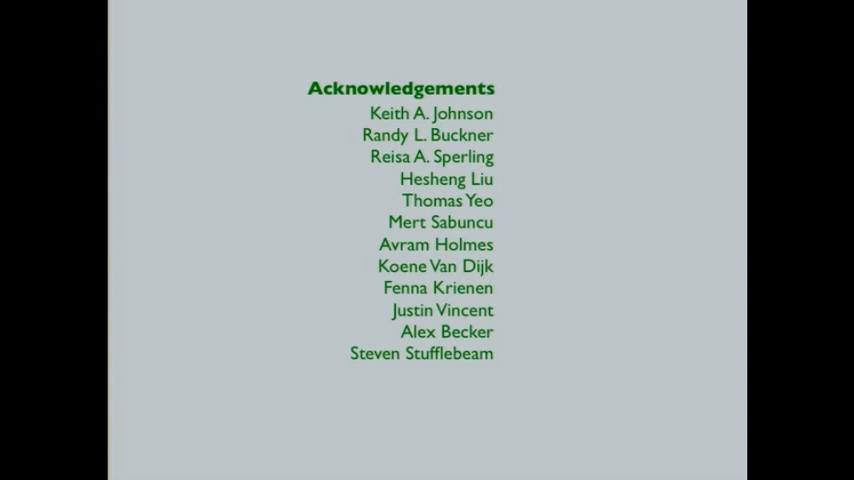 Acknowledgements
Keith A. Johnson
Randy L. Buckner
Reisa A. Sperling
Hesheng Liu
Thomas Yeo
Mert Sabuncu
Avram Holmes
Koene Van Dijk
Fenna Krienen
Justin Vincent
Alex Becker
Steven Stufflebeam